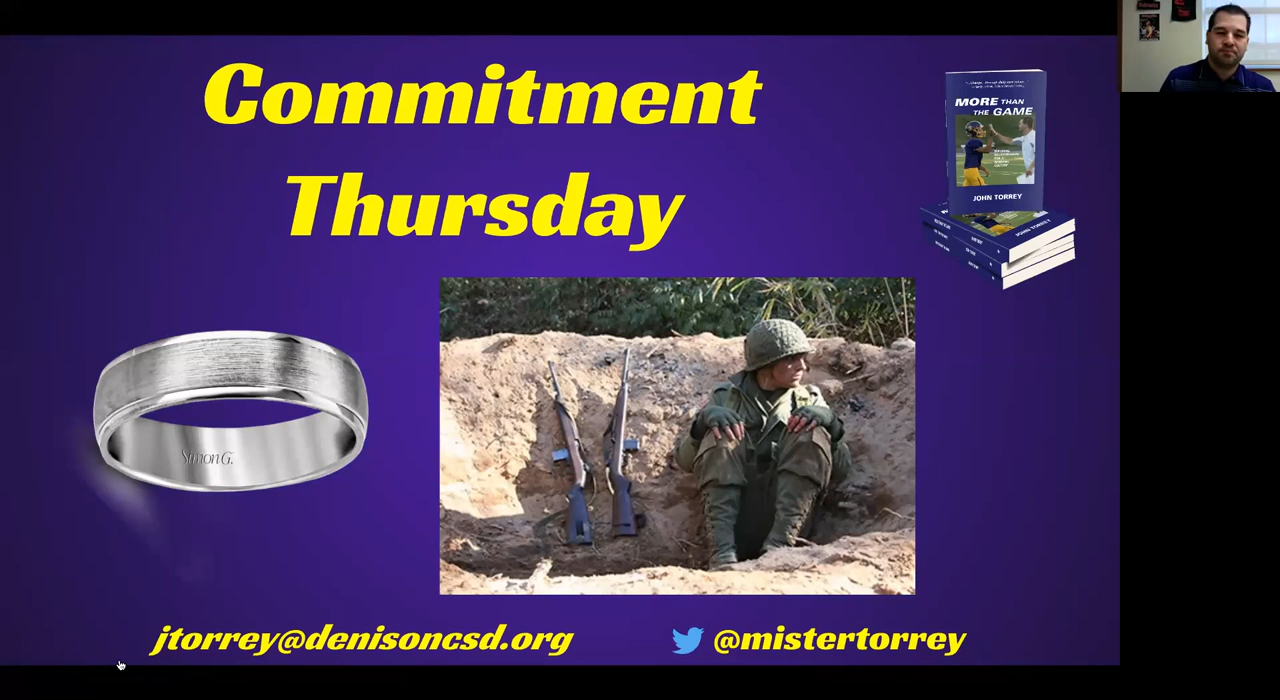 Commitment
Thursday
MORE THAN
THE GAME
JOHN TORREY
Simon G.
jtorrey@denisoncsd.org
@mistertorrey